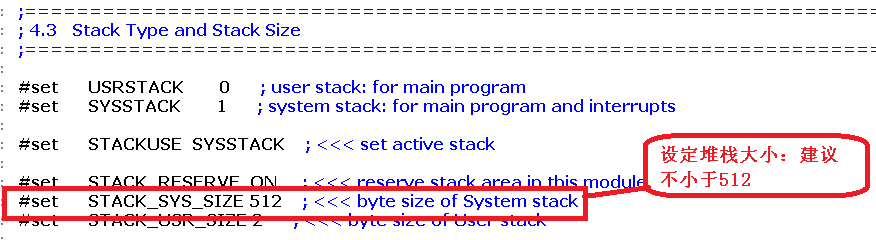 ;====================================================================================
; 4.3 Stack Type and Stack Size
;====================================================================================
#set USRSTACK 0 ; user stack: for main program
#set SYSSTACK 1 ; system stack: for main program and interrupts
#set STACKUSE SYSSTACK ; <<< set active stack
#set STACK_RESERVE ON ; <<< reserve stack area in this module
#set STACK_SYS_SIZE 512 ; <<< byte size of System stack
#set STACK_USR_SIZE 2 ; <<< byte size of User stack
设定堆栈大小：建议
不小于512